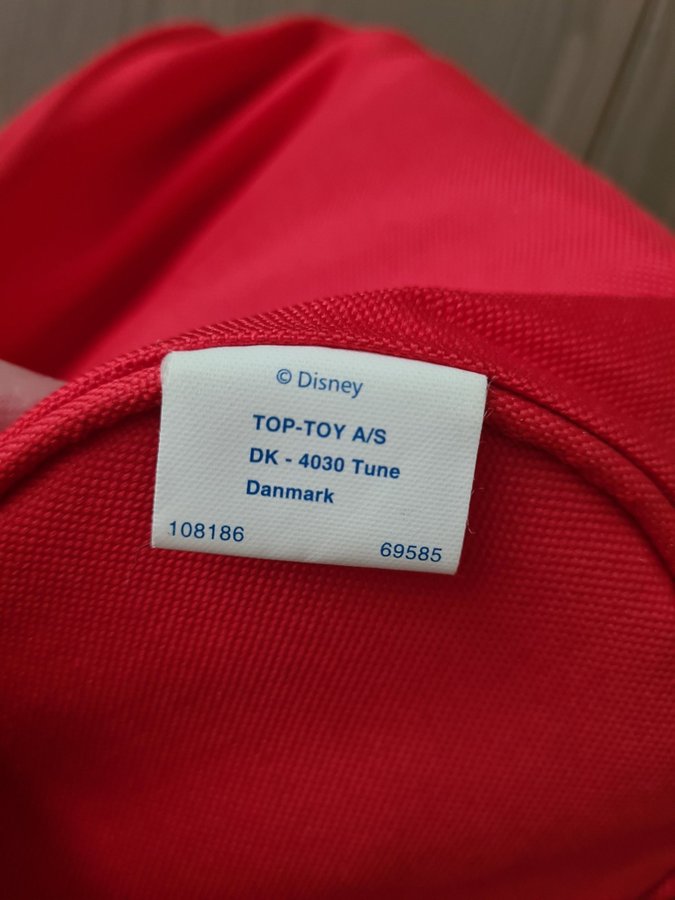 © Disney
TOP-TOY A/S
DK - 4030 Tune
Danmark
108186
69585